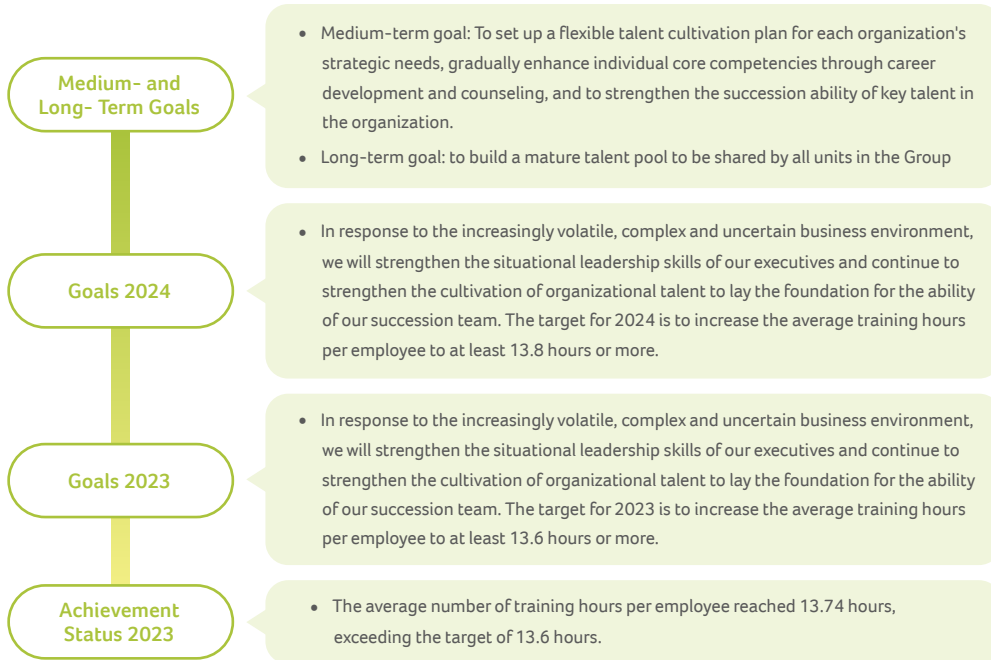 Medium- and
Long- Term Goals
• Medium-term goal: To set up a flexible talent cultivation plan for each organization's
strategic needs, gradually enhance individual core competencies through career
development and counseling, and to strengthen the succession ability of key talent in
the organization.
• Long-term goal: to build a mature talent pool to be shared by all units in the Group
Goals 2024
• In response to the increasingly volatile, complex and uncertain business environment,
we will strengthen the situational leadership skills of our executives and continue to
strengthen the cultivation of organizational talent to lay the foundation for the ability
of our succession team. The target for 2024 is to increase the average training hours
per employee to at least 13.8 hours or more.
Goals 2023
• In response to the increasingly volatile, complex and uncertain business environment,
we will strengthen the situational leadership skills of our executives and continue to
strengthen the cultivation of organizational talent to lay the foundation for the ability
of our succession team. The target for 2023 is to increase the average training hours
per employee to at least 13.6 hours or more.
Achievement
Status 2023
• The average number of training hours per employee reached 13.74 hours,
exceeding the target of 13.6 hours.